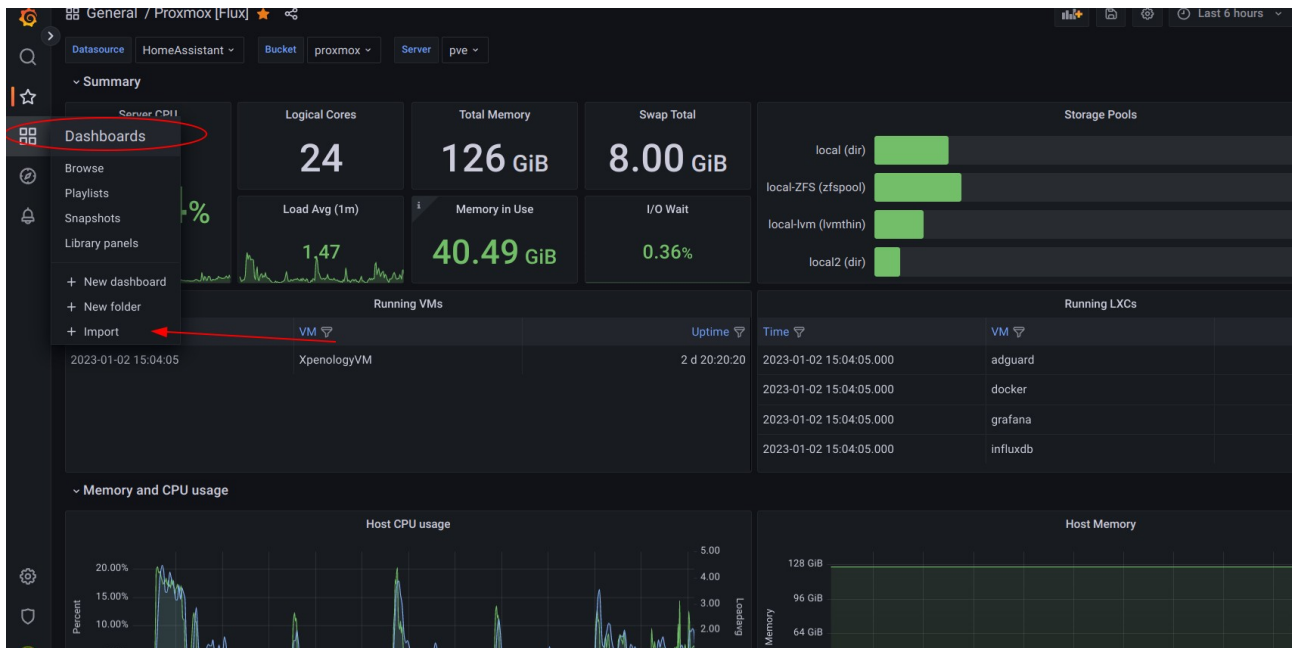 General / Proxmox [Flux]
Last 6 hours
Datasource HomeAssistant Bucket proxmox Server pve
Summary
Server CPU
Logical Cores
24
Total Memory
126 GiB
Swap Total
8.00 GiB
Storage Pools
local (dir)
local-ZFS (zfspool)
local-lvm (lvmthin)
local2 (dir)
Dashboards
Browse
Playlists
Snapshots
Library panels
+ New dashboard
+ New folder
+ Import
%
Load Avg (1m)
1.47
i
Memory in Use
40.49 GiB
I/O Wait
0.36%
Running VMs
VM Uptime
2023-01-02 15:04:05 XpenologyVM 2 d 20:20:20
Running LXCs
Time VM
2023-01-02 15:04:05.000 adguard
2023-01-02 15:04:05.000 docker
2023-01-02 15:04:05.000 grafana
2023-01-02 15:04:05.000 influxdb
Memory and CPU usage
Host CPU usage
Percent
20.00%
15.00%
10.00%
5.00
4.00
3.00
2.00
Loadavg
Host Memory
Memory
128 GiB
96 GiB
64 GiB